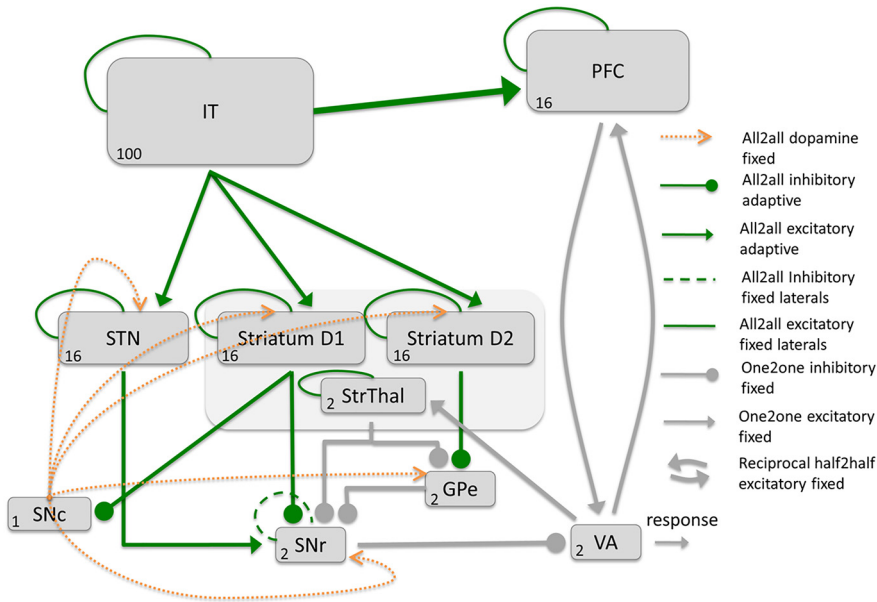 PFC
16
IT
100
All2all dopamine
fixed
All2all inhibitory
adaptive
All2all excitatory
adaptive
All2all Inhibitory
fixed laterals
All2all excitatory
fixed laterals
One2one inhibitory
fixed
One2one excitatory
fixed
Reciprocal half2half
excitatory fixed
STN
16
Striatum D1
16
Striatum D2
16
StrThal
2
GPe
2
SNc
1
SNr
2
VA
2
response